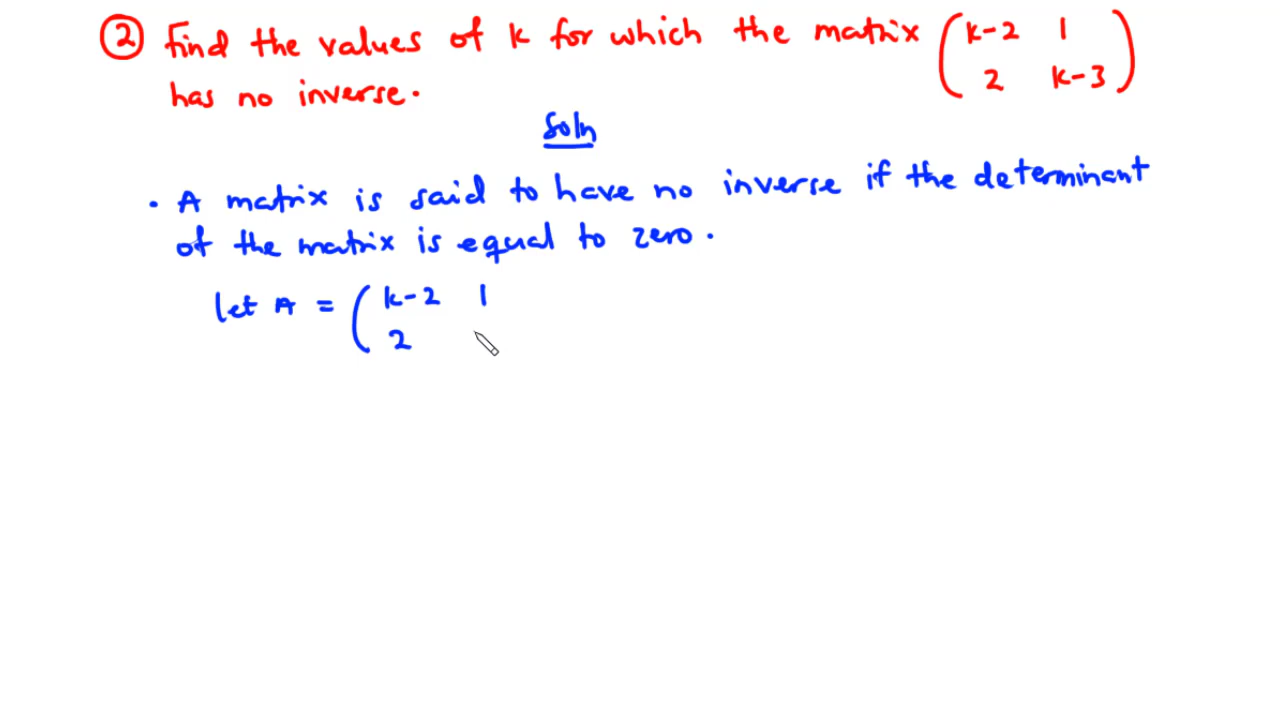 ② Find the values of k for which the matrix (k-2 1
2 k-3)
has no inverse.
Soln
• A matrix is said to have no inverse if the determinant
of the matrix is equal to zero.
let A = (k-2 1
2